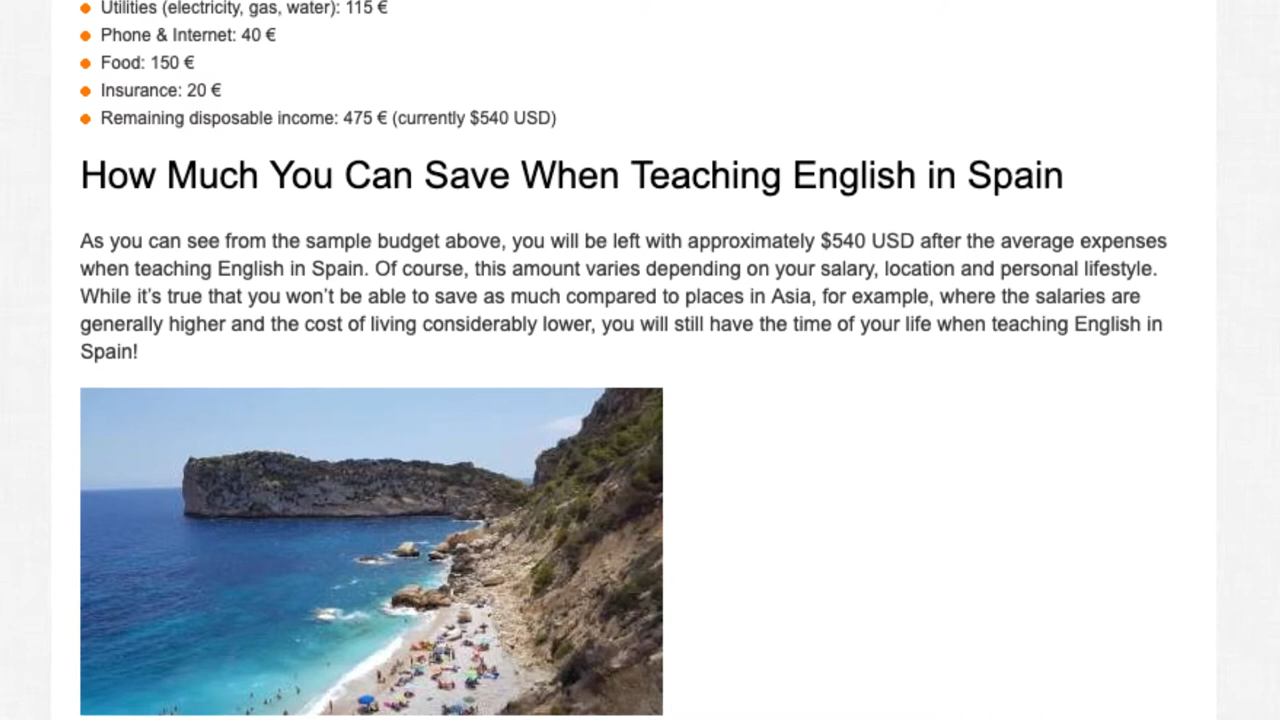 Utilities (electricity, gas, water): 115 €
Phone & Internet: 40 €
Food: 150 €
Insurance: 20 €
Remaining disposable income: 475 € (currently $540 USD)
How Much You Can Save When Teaching English in Spain
As you can see from the sample budget above, you will be left with approximately $540 USD after the average expenses
when teaching English in Spain. Of course, this amount varies depending on your salary, location and personal lifestyle.
While it’s true that you won’t be able to save as much compared to places in Asia, for example, where the salaries are
generally higher and the cost of living considerably lower, you will still have the time of your life when teaching English in
Spain!